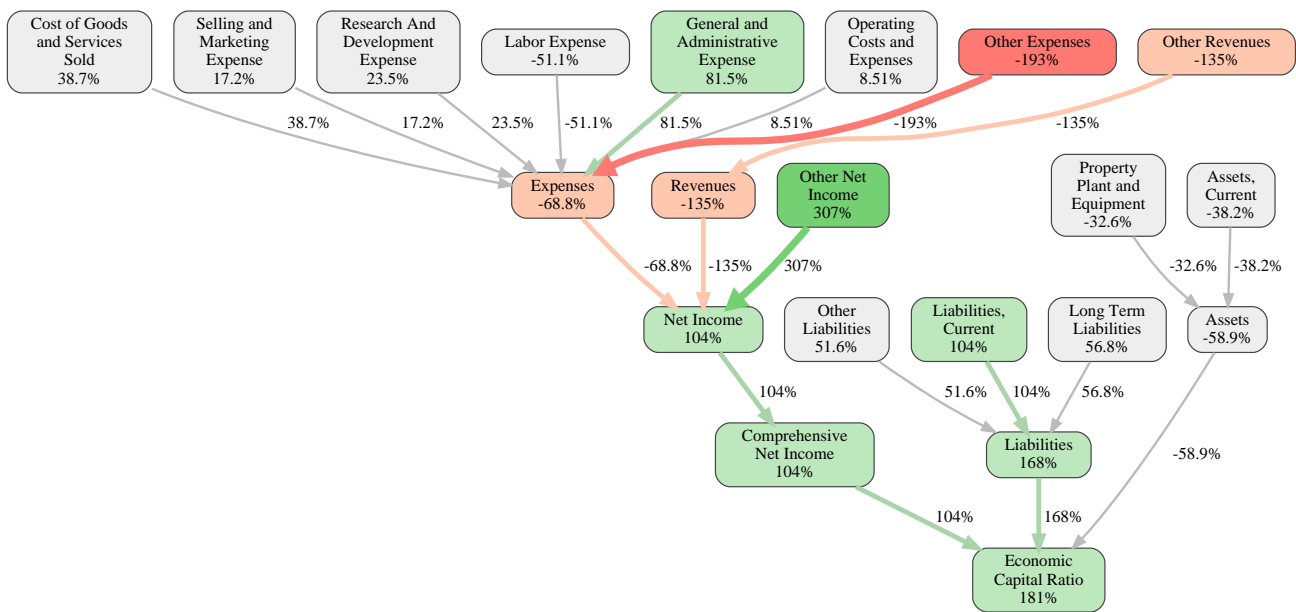 Cost of Goods
and Services
Sold
38.7%
Selling and
Marketing
Expense
17.2%
Research And
Development
Expense
23.5%
Labor Expense
-51.1%
General and
Administrative
Expense
81.5%
Operating
Costs and
Expenses
8.51%
Other Expenses
-193%
Other Revenues
-135%
38.7%
17.2%
23.5%
-51.1%
81.5%
8.51%
-193%
-135%
Expenses
-68.8%
Revenues
-135%
Other Net
Income
307%
Property
Plant and
Equipment
-32.6%
Assets,
Current
-38.2%
-68.8%
-135%
307%
-32.6%
-38.2%
Net Income
104%
Other
Liabilities
51.6%
Liabilities,
Current
104%
Long Term
Liabilities
56.8%
Assets
-58.9%
104%
51.6%
104%
56.8%
-58.9%
Comprehensive
Net Income
104%
Liabilities
168%
104%
168%
Economic
Capital Ratio
181%